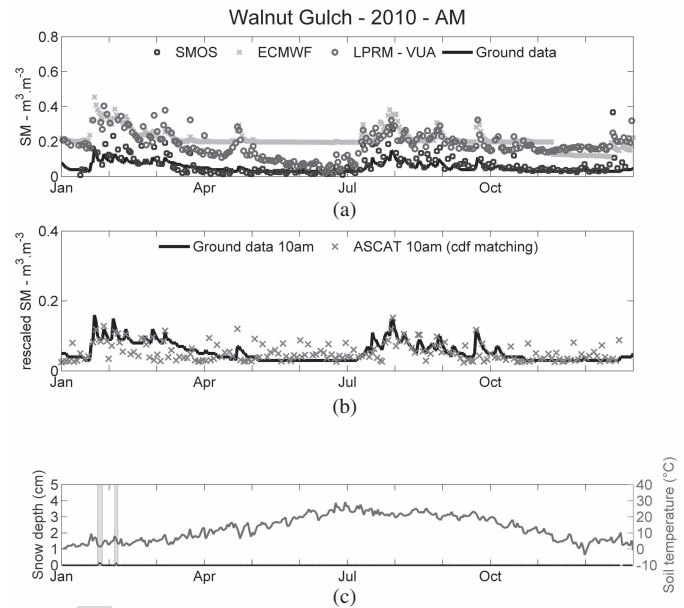 Walnut Gulch - 2010 - AM
SM - m³.m⁻³
0.8
0.6
0.4
0.2
0
SMOS
ECMWF
LPRM - VUA
Ground data
Jan
Apr
Jul
Oct
(a)
rescaled SM - m³.m⁻³
0.4
0.2
0
Ground data 10am
ASCAT 10am (cdf matching)
Jan
Apr
Jul
Oct
(b)
Snow depth (cm)
5
4
3
2
1
0
40
30
20
10
0
-10
Soil temperature (°C)
Jan
Apr
Jul
Oct
(c)